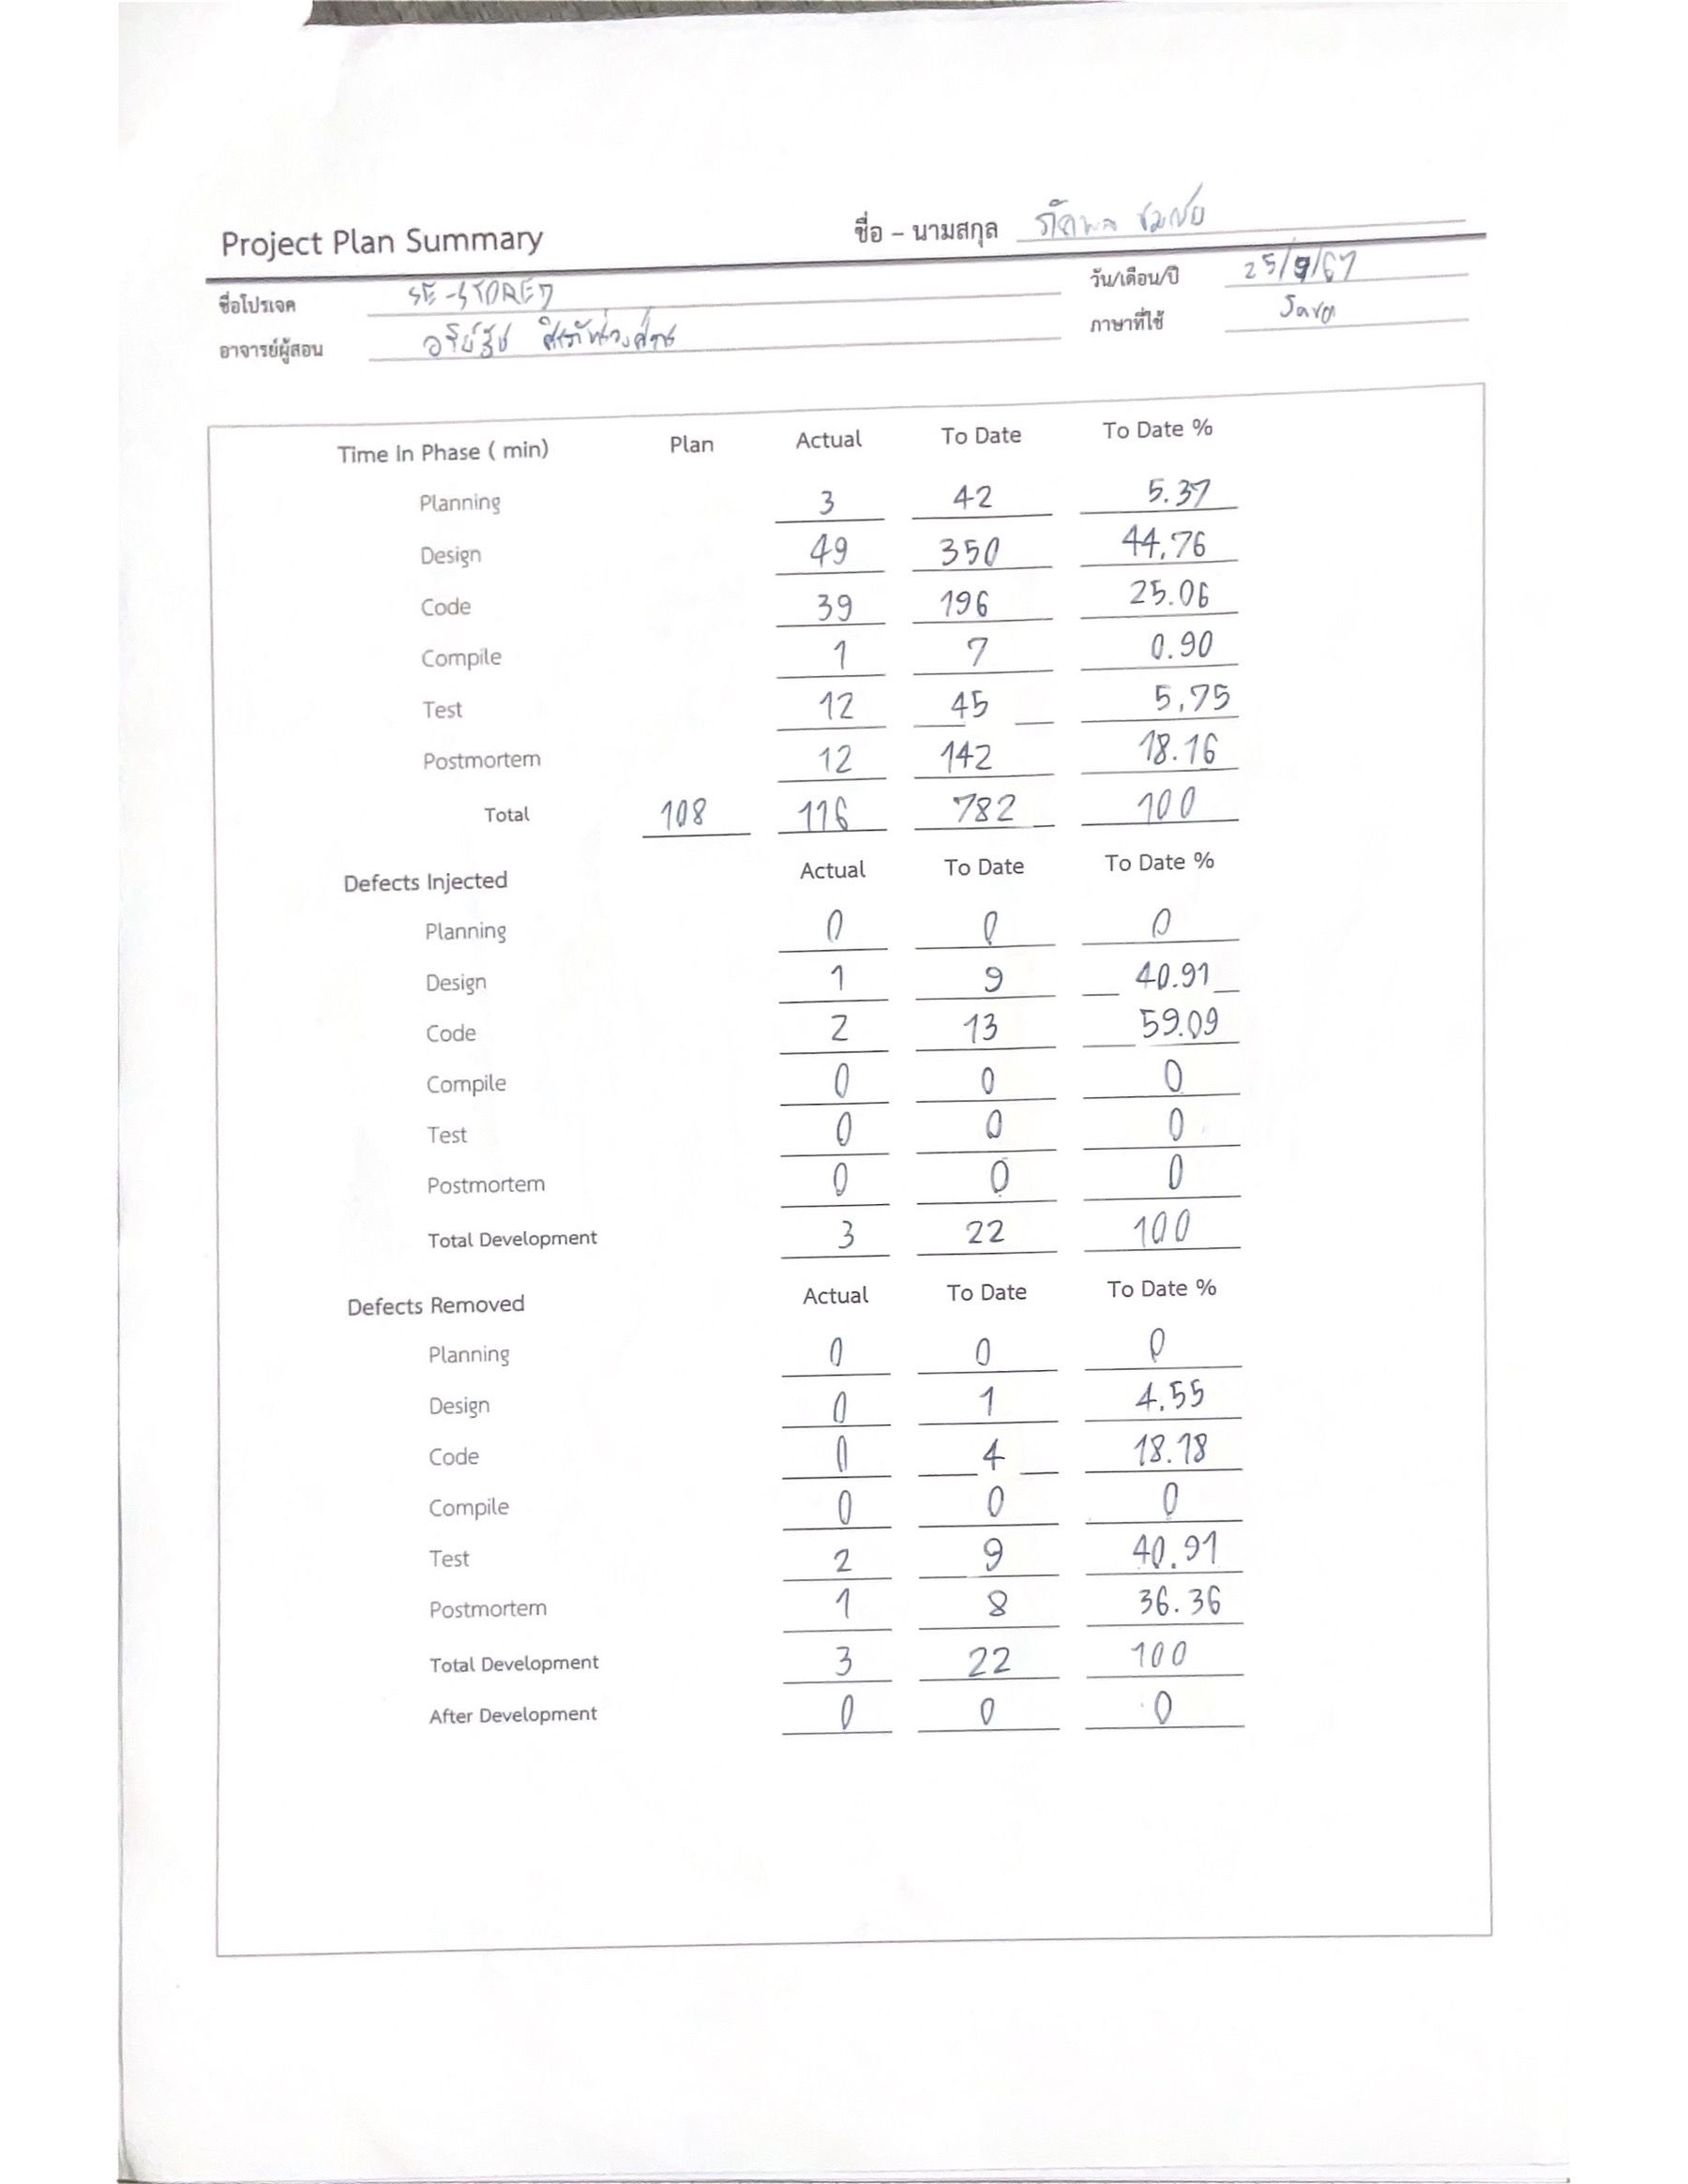 Project Plan Summary ชื่อ – นามสกุล
ชื่อโปรเจค SE-STORE วัน/เดือน/ปี 25/9/67
อาจารย์ผู้สอน ภาษาที่ใช้ Java
Time In Phase ( min) Plan Actual To Date To Date %
Planning 3 42 5.37
Design 49 350 44.76
Code 39 196 25.06
Compile 1 7 0.90
Test 12 45 5.75
Postmortem 12 142 18.16
Total 108 116 782 100
Defects Injected Actual To Date To Date %
Planning 0 0 0
Design 1 9 40.91
Code 2 13 59.09
Compile 0 0 0
Test 0 0 0
Postmortem 0 0 0
Total Development 3 22 100
Defects Removed Actual To Date To Date %
Planning 0 0 0
Design 0 1 4.55
Code 0 4 18.18
Compile 0 0 0
Test 2 9 40.91
Postmortem 1 8 36.36
Total Development 3 22 100
After Development 0 0 0